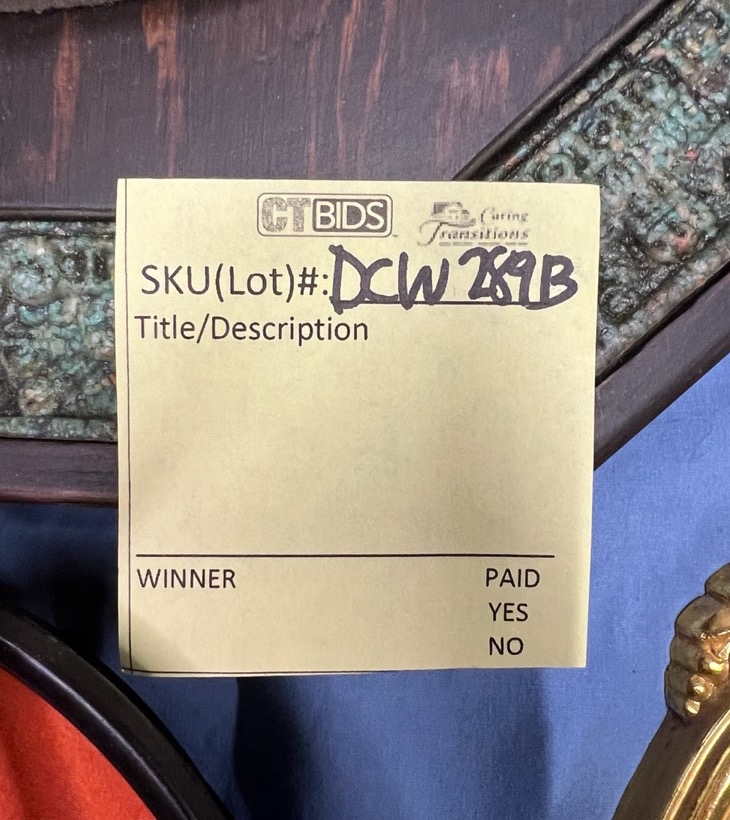 CTBIDS
Caring
Transitions
SKU(Lot)#:DCW 289B
Title/Description
WINNER PAID
YES
NO